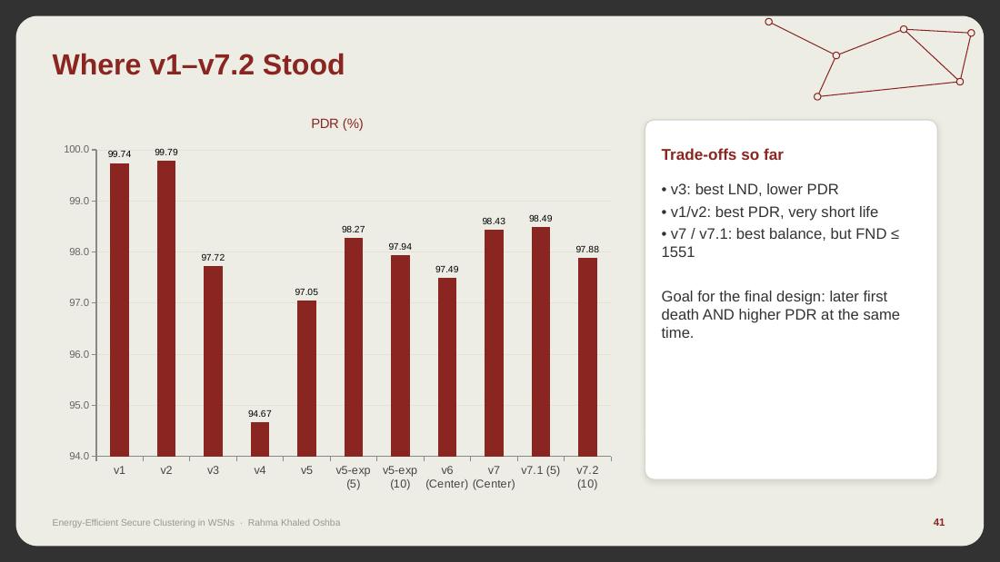 Where v1–v7.2 Stood
PDR (%)
100.0
99.0
98.0
97.0
96.0
95.0
94.0
99.74
99.79
97.72
94.67
97.05
98.27
97.94
97.49
98.43
98.49
97.88
v1
v2
v3
v4
v5
v5-exp
(5)
v5-exp
(10)
v6
(Center)
v7
(Center)
v7.1 (5)
v7.2
(10)
Trade-offs so far
• v3: best LND, lower PDR
• v1/v2: best PDR, very short life
• v7 / v7.1: best balance, but FND ≤
1551
Goal for the final design: later first
death AND higher PDR at the same
time.
Energy-Efficient Secure Clustering in WSNs · Rahma Khaled Oshba
41